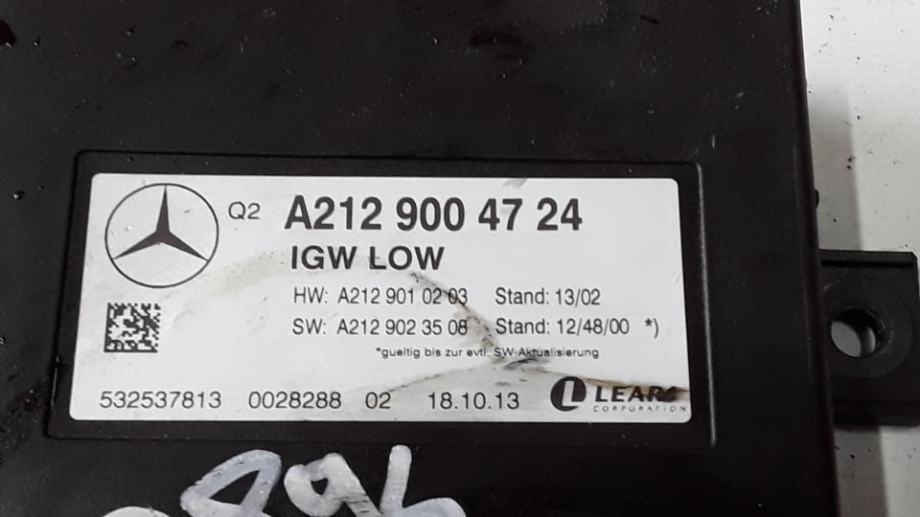 Q2 A212 900 47 24
IGW LOW
HW: A212 901 02 03 Stand: 13/02
SW: A212 902 35 08 Stand: 12/48/00 *)
*gueltig bis zur evtl. SW-Aktualisierung
532537813 0028288 02 18.10.13 LEAR
CORPORATION